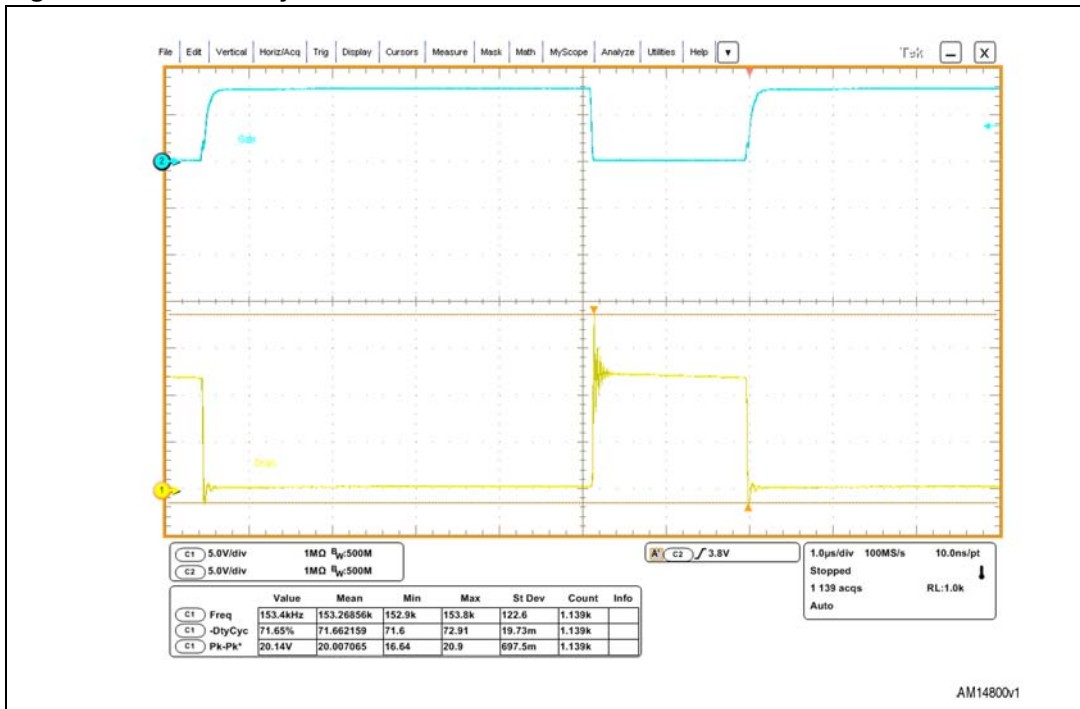 File Edit Vertical Horiz/Acq Trig Display Cursors Measure Mask Math MyScope Analyze Utilities Help Tek X
Gate
2
Drain
1
C1 5.0V/div 1MΩ BW:500M
C2 5.0V/div 1MΩ BW:500M
A' C2 3.8V
1.0µs/div 100MS/s 10.0ns/pt
Stopped
1 139 acqs RL:1.0k
Auto
Value Mean Min Max St Dev Count Info
C1 Freq 153.4kHz 153.26856k 152.9k 153.8k 122.6 1.139k
C1 -DtyCyc 71.65% 71.662159 71.6 72.91 19.73m 1.139k
C1 Pk-Pk* 20.14V 20.007065 16.64 20.9 697.5m 1.139k
AM14800v1